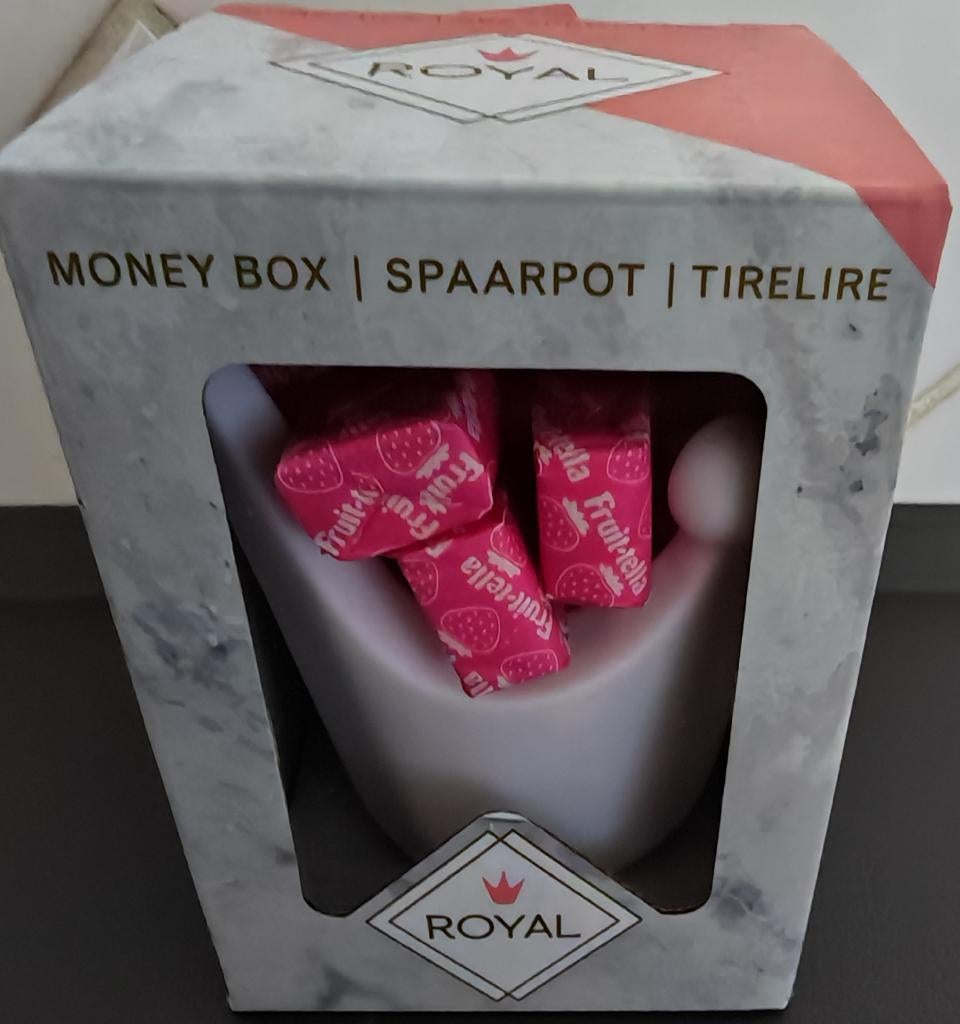 ROYAL
MONEY BOX | SPAARPOT | TIRELIRE
Fruit-tella
Fruit-tella
Fruit-tella
ROYAL